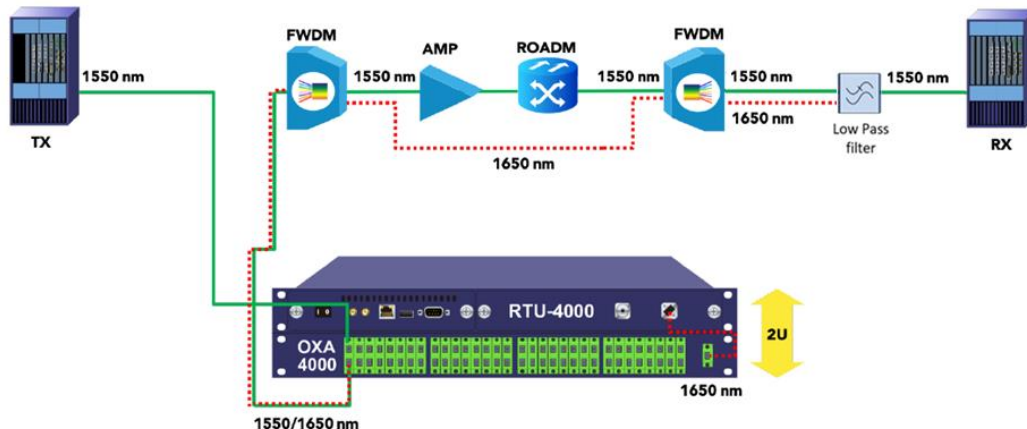 FWDM
AMP
ROADM
FWDM
1550 nm
1550 nm
1550 nm
1550 nm
1550 nm
1650 nm
TX
Low Pass
filter
RX
1650 nm
RTU-4000
2U
OXA
4000
1650 nm
1550/1650 nm